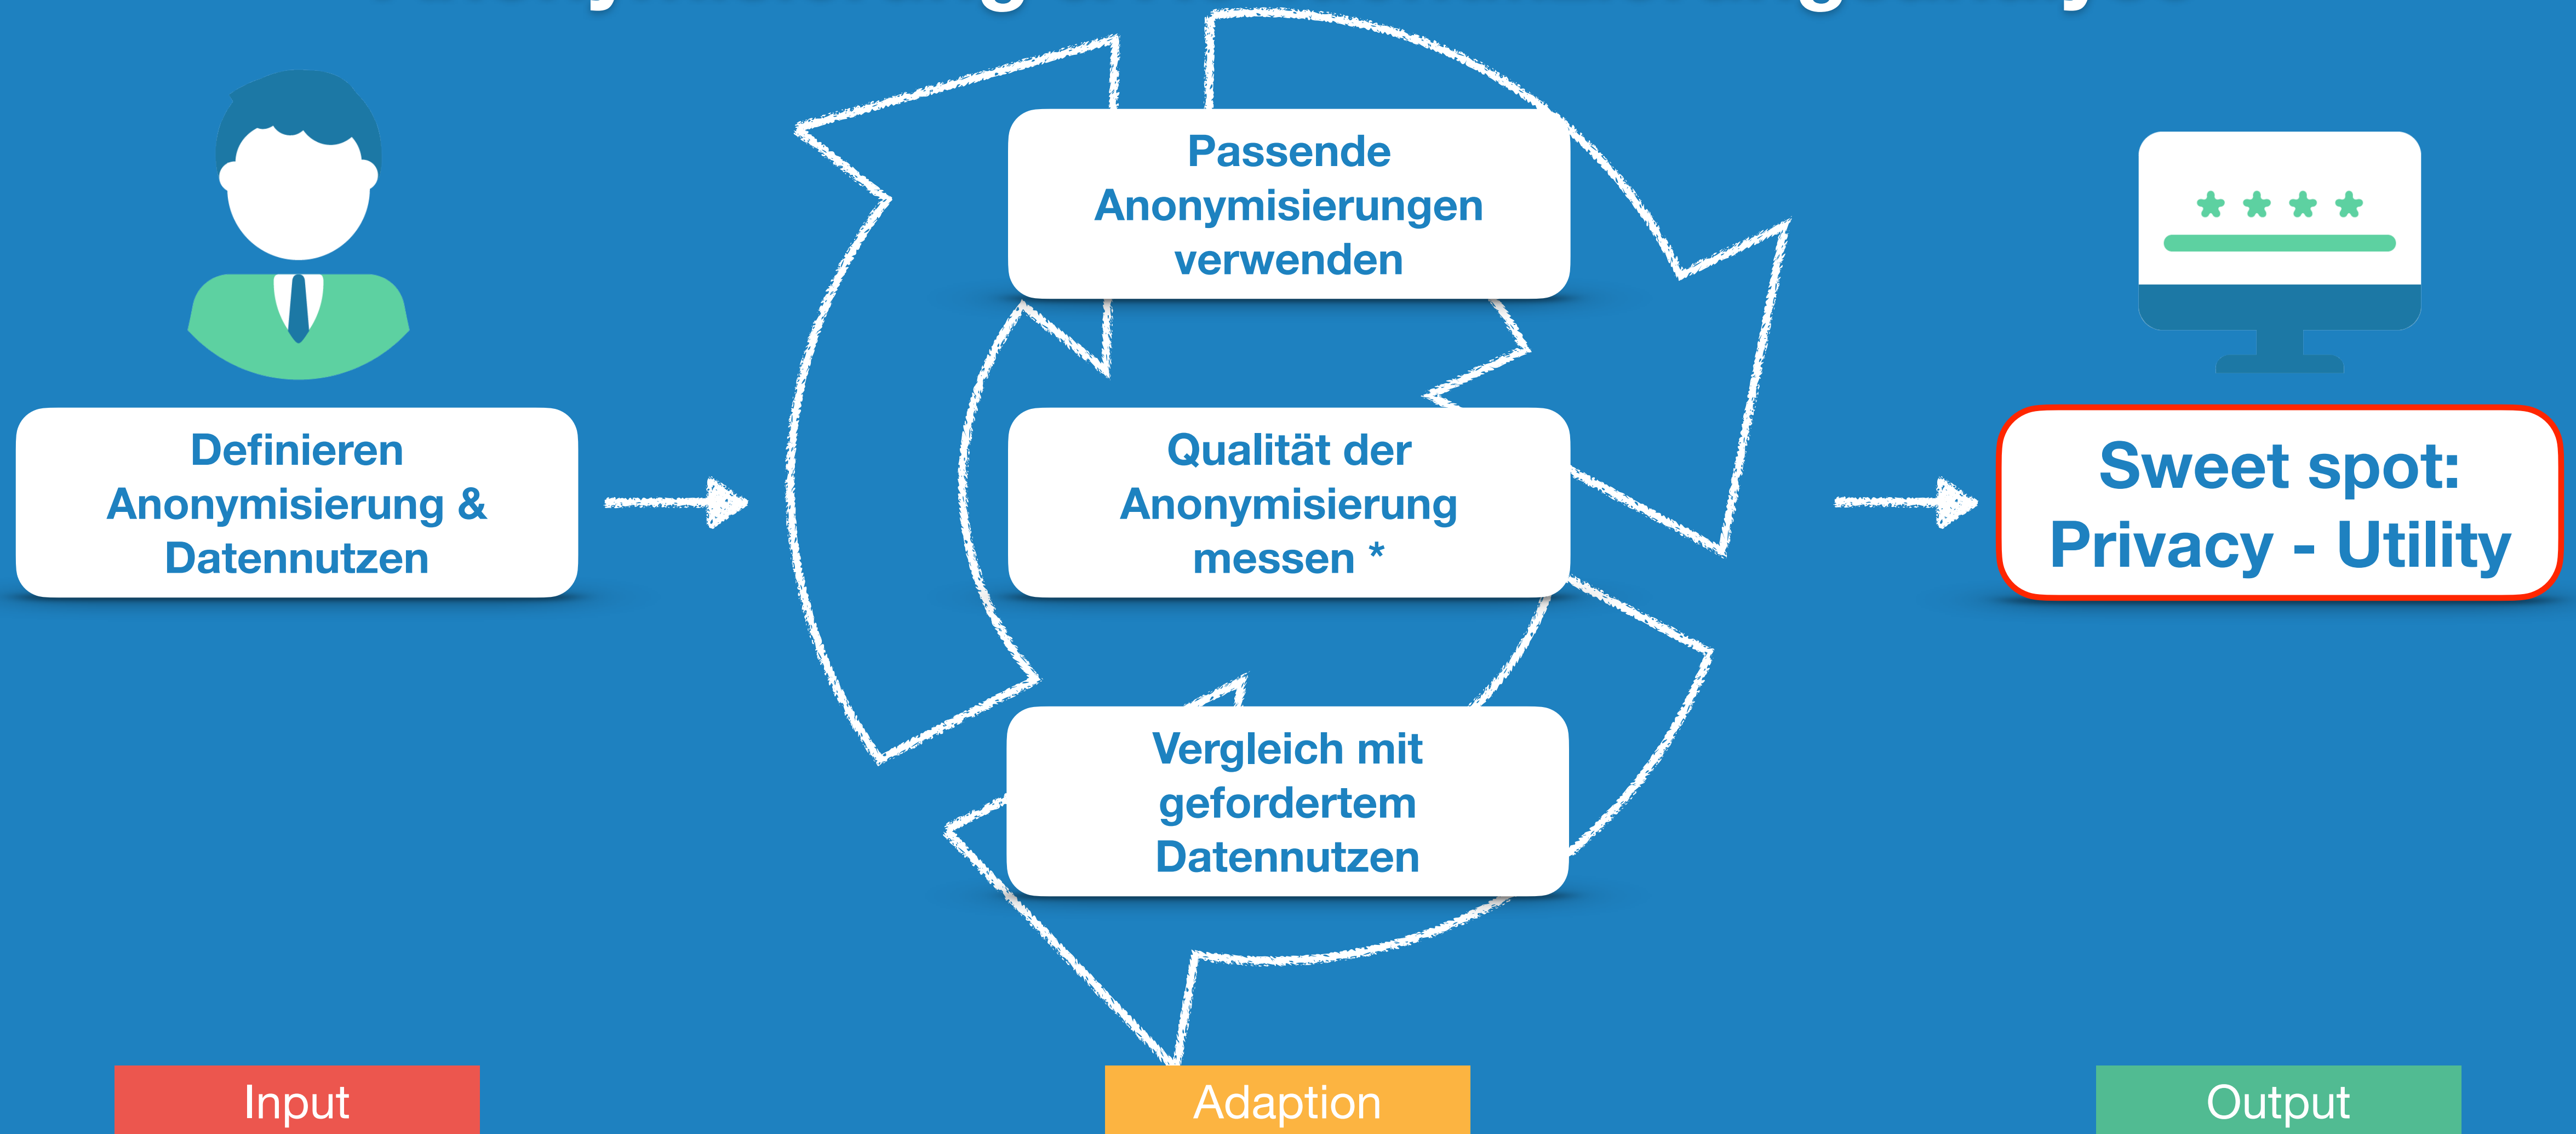 Passende
Anonymisierungen
verwenden
Definieren
Anonymisierung &
Datennutzen
Qualität der
Anonymisierung
messen *
Sweet spot:
Privacy - Utility
Vergleich mit
gefordertem
Datennutzen
Input
Adaption
Output